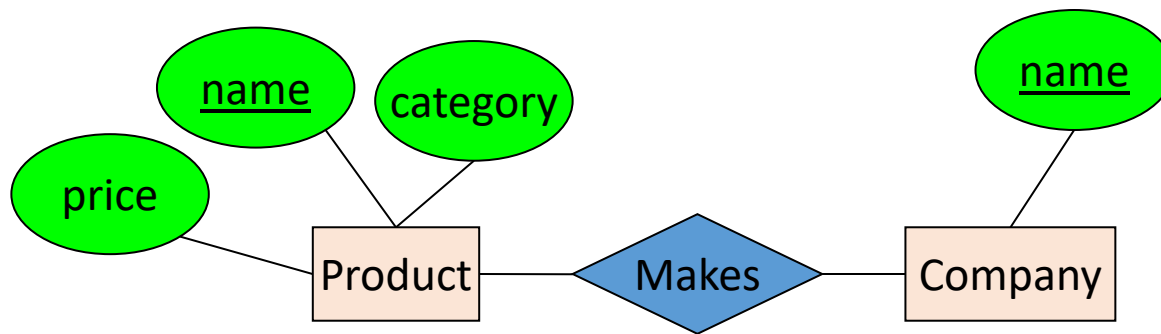 name
category
name
price
Product
Makes
Company